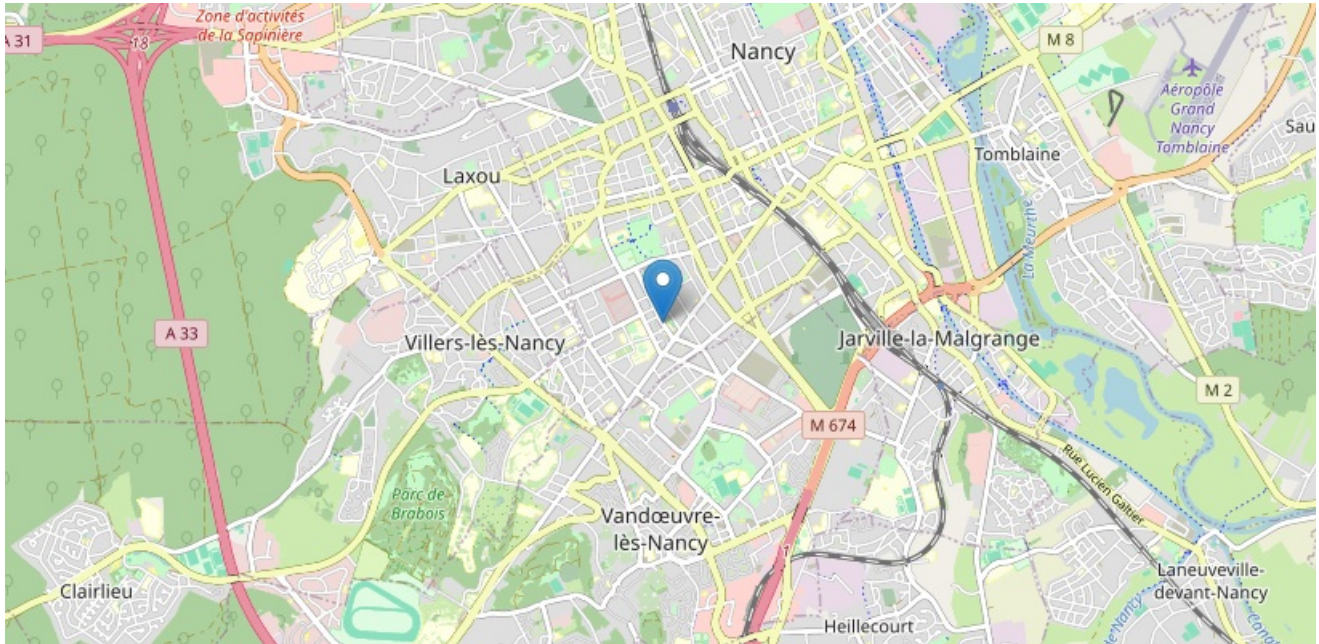 Zone d'activités
de la Sapinière
A 31
18
Nancy
M 8
Aéropôle
Grand
Nancy
Tomblaine
Sau
Tomblaine
Laxou
La Meurthe
A 33
Villers-lès-Nancy
Jarville-la-Malgrange
M 2
M 674
Rue Lucien Galtier
Parc de
Brabois
Vandœuvre-
lès-Nancy
1
Clairlieu
Laneuveville-
devant-Nancy
Heillecourt